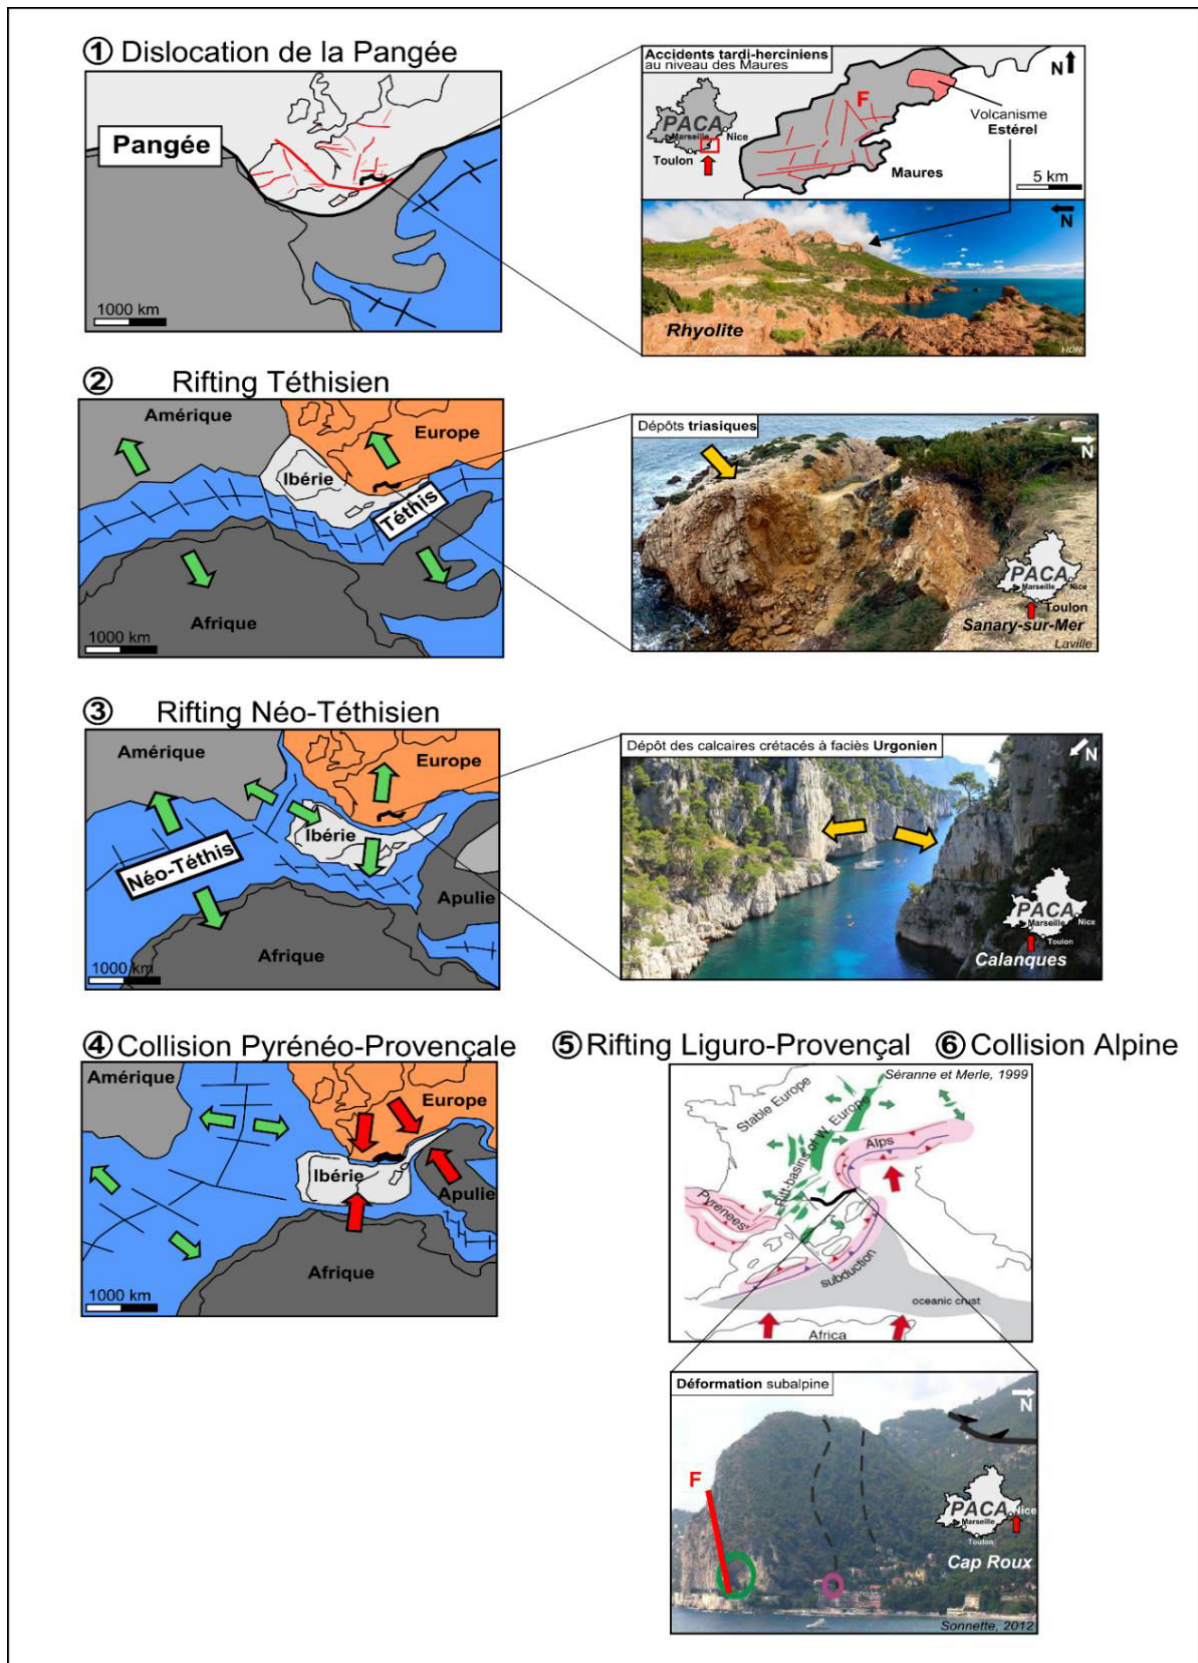 ① Dislocation de la Pangée
Pangée
1000 km
Accidents tardi-herciniens
au niveau des Maures
N
PACA
Marseille
Nice
Toulon
F
Volcanisme
Estérel
Maures
5 km
N
Rhyolite
HDR
② Rifting Téthisien
Amérique
Europe
Ibérie
Téthis
Afrique
1000 km
Dépôts triasiques
N
PACA
Marseille
Nice
Toulon
Sanary-sur-Mer
Laville
③ Rifting Néo-Téthisien
Amérique
Europe
Ibérie
Néo-Téthis
Apulie
Afrique
1000 km
Dépôt des calcaires crétacés à faciès Urgonien
N
PACA
Marseille
Nice
Toulon
Calanques
④ Collision Pyrénéo-Provençale
Amérique
Europe
Ibérie
Apulie
Afrique
1000 km
⑤ Rifting Liguro-Provençal ⑥ Collision Alpine
Séranne et Merle, 1999
Stable Europe
Rift-basins of W. Europe
Alps
Pyrenees
subduction
oceanic crust
Africa
Déformation subalpine
N
F
PACA
Nice
Marseille
Toulon
Cap Roux
Sonnette, 2012